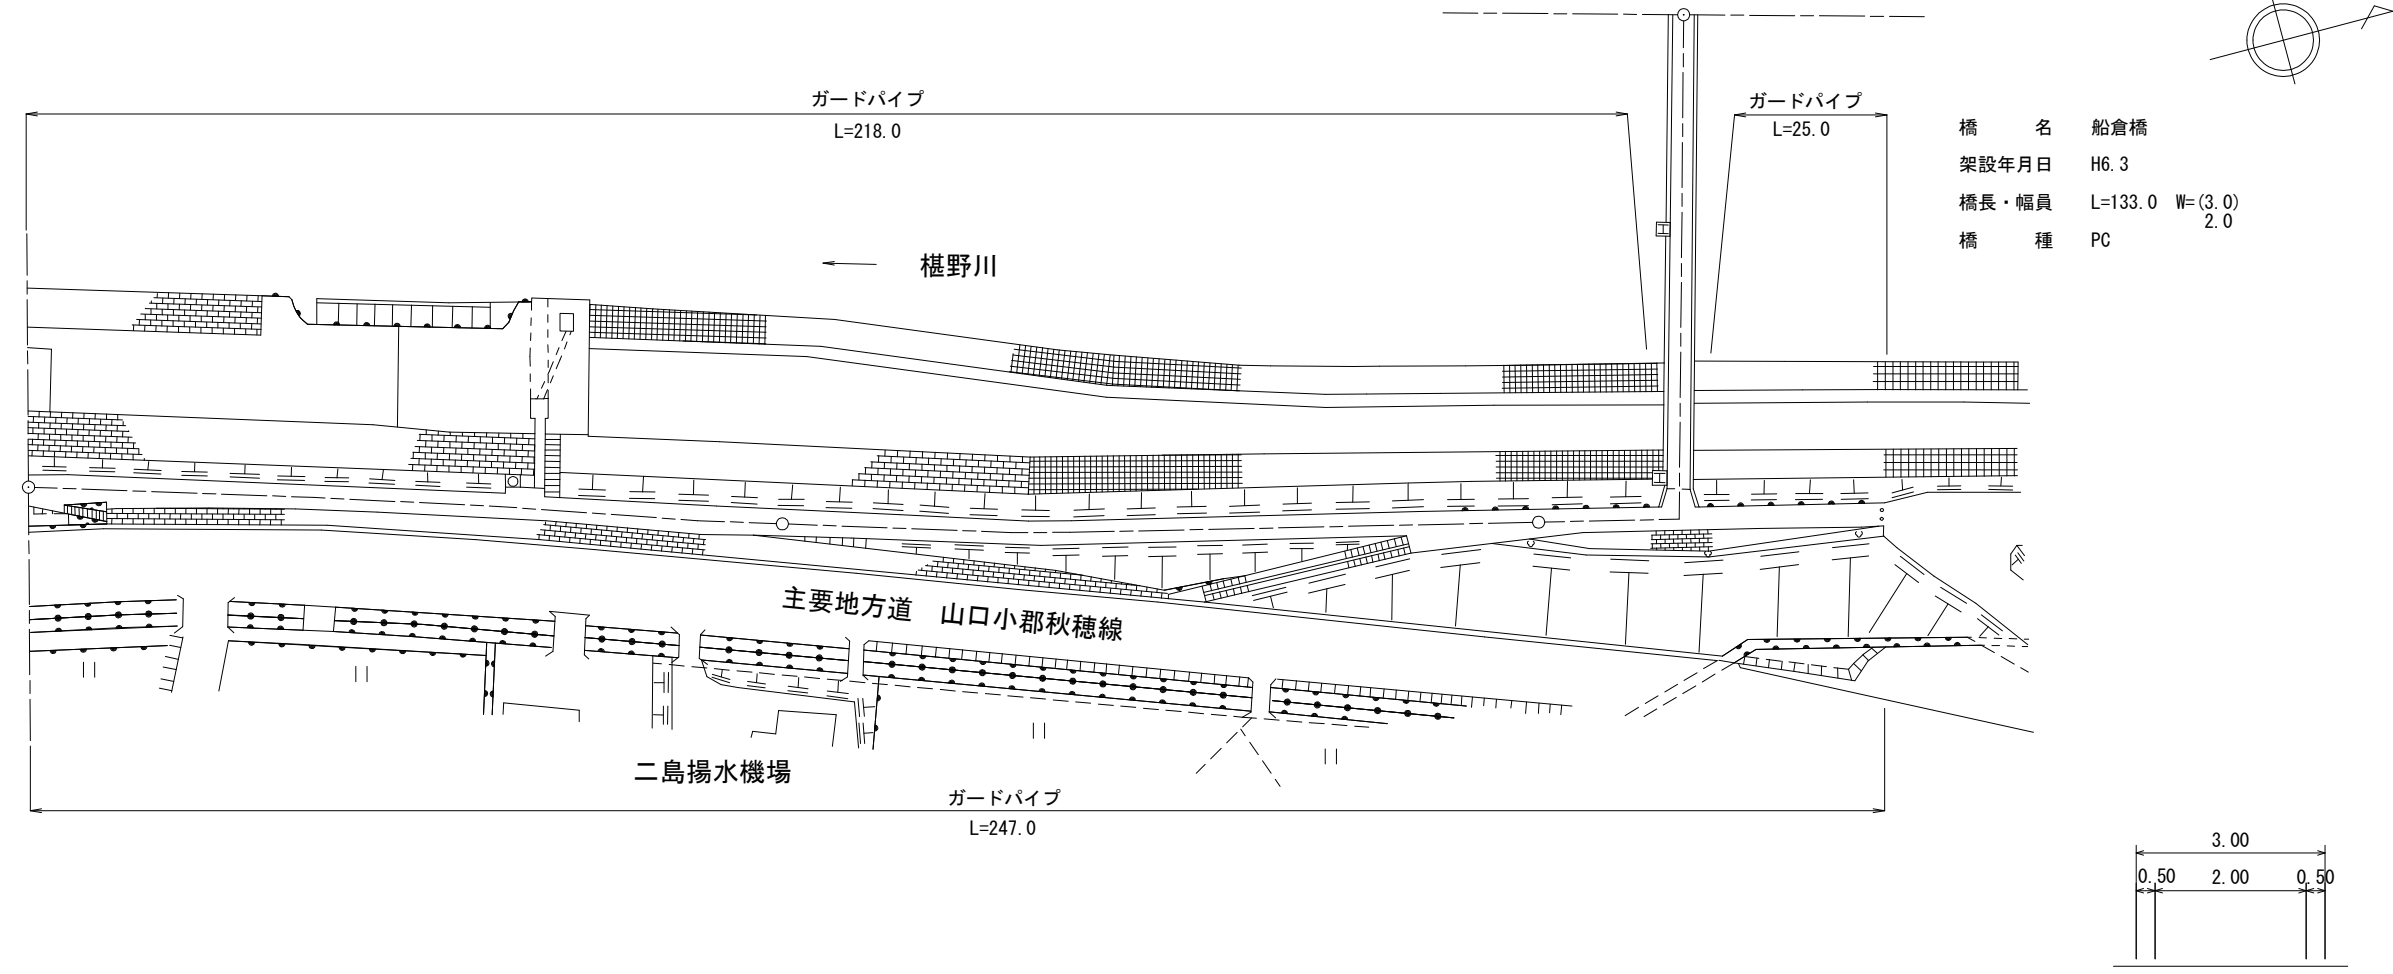 ガードパイプ
L=218.0
ガードパイプ
L=25.0
橋名 船倉橋
架設年月日 H6.3
橋長・幅員 L=133.0 W=(3.0)
2.0
橋種 PC
椹野川
主要地方道 山口小郡秋穂線
二島揚水機場
ガードパイプ
L=247.0
3.00
0.50 2.00 0.50